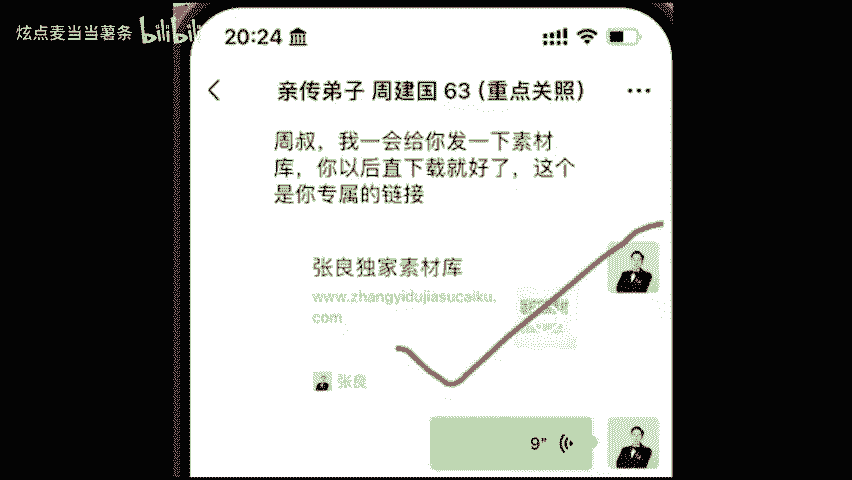 炫点麦当当薯条 bilibili
20:24
亲传弟子 周建国 63（重点关照）
周叔，我一会给你发一下素材
库，你以后直下载就好了，这个
是你专属的链接
张良独家素材库
www.zhangyidujiasucaiku.
com
张良
9"